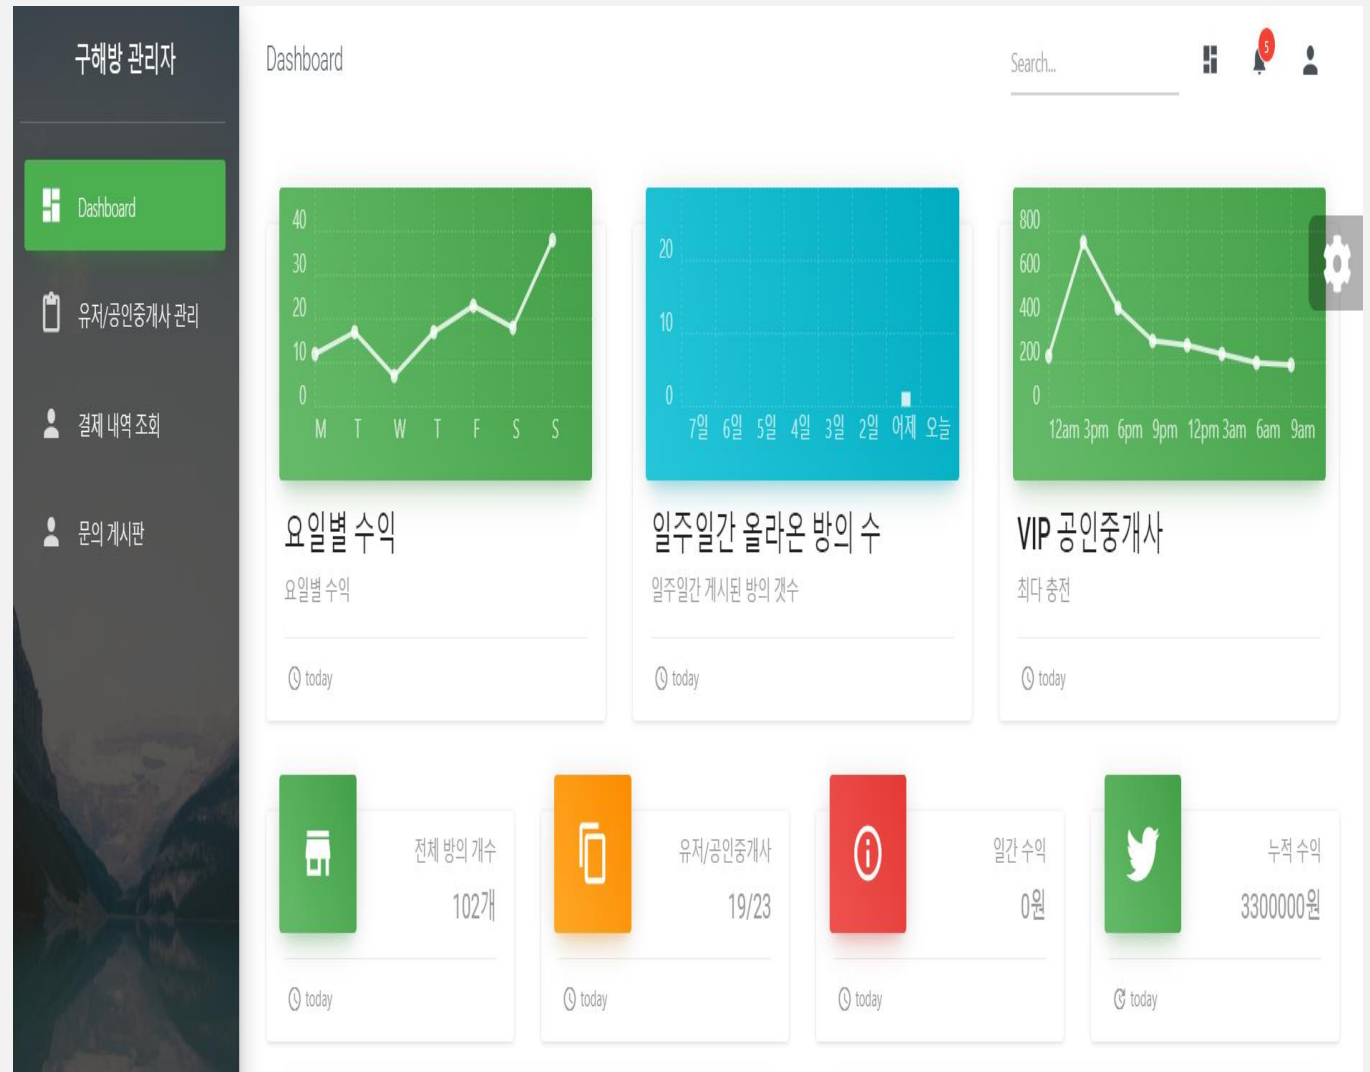 구해방 관리자
Dashboard
유저/공인중개사 관리
결제 내역 조회
문의 게시판
Dashboard
Search...
5
40
30
20
10
0
M T W T F S S
요일별 수익
요일별 수익
today
20
10
0
7일 6일 5일 4일 3일 2일 어제 오늘
일주일간 올라온 방의 수
일주일간 게시된 방의 갯수
today
800
600
400
200
0
12am 3pm 6pm 9pm 12pm 3am 6am 9am
VIP 공인중개사
최다 충전
today
전체 방의 개수
102개
today
유저/공인중개사
19/23
today
일간 수익
0원
today
누적 수익
3300000원
today